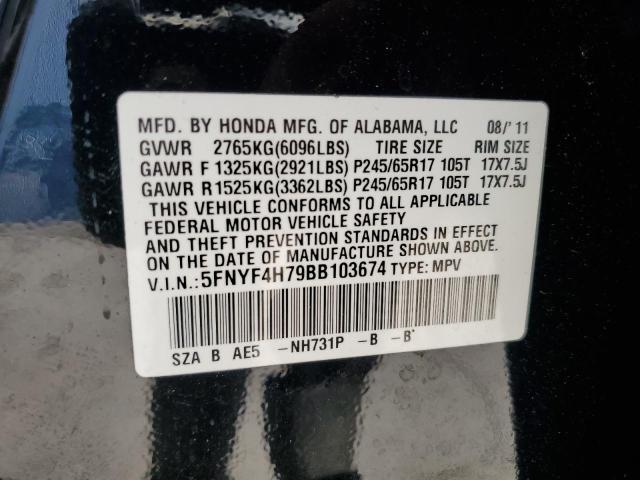 MFD. BY HONDA MFG. OF ALABAMA, LLC 08/'11
GVWR 2765KG(6096LBS) TIRE SIZE RIM SIZE
GAWR F 1325KG(2921LBS) P245/65R17 105T 17X7.5J
GAWR R 1525KG(3362LBS) P245/65R17 105T 17X7.5J
THIS VEHICLE CONFORMS TO ALL APPLICABLE
FEDERAL MOTOR VEHICLE SAFETY
AND THEFT PREVENTION STANDARDS IN EFFECT
ON THE DATE OF MANUFACTURE SHOWN ABOVE.
V.I.N.: 5FNYF4H79BB103674 TYPE: MPV
SZA B AE5 -NH731P -B -B*